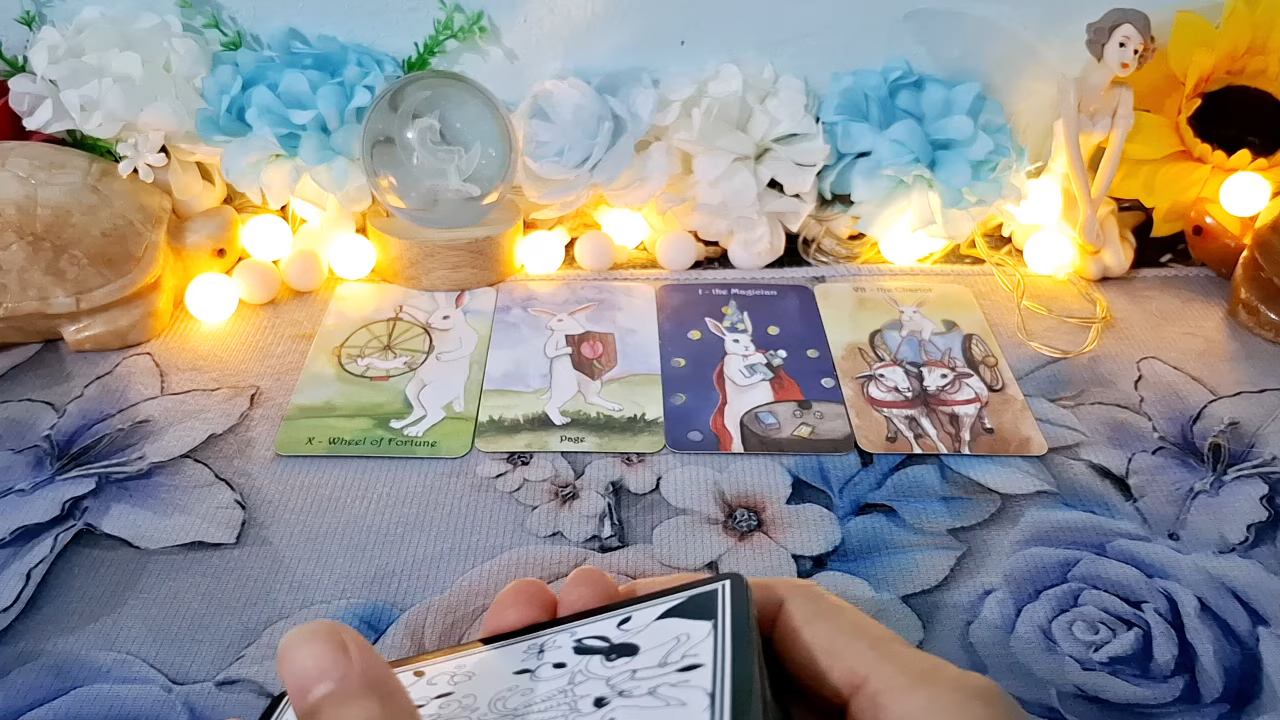 X - Wheel of Fortune
Page
I - the Magician
VII - the Chariot